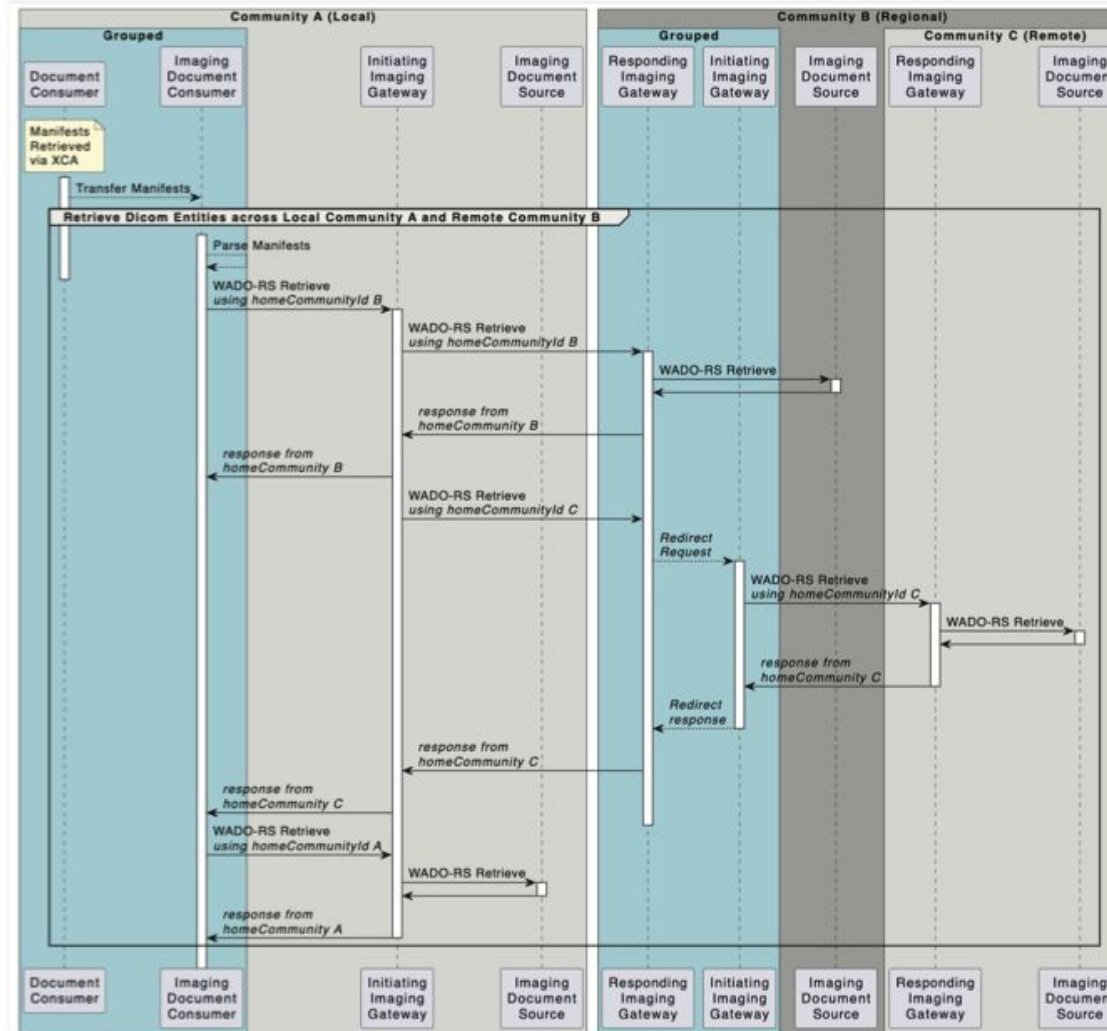 Community A (Local)
Community B (Regional)
Grouped
Grouped
Community C (Remote)
Document
Consumer
Imaging
Document
Consumer
Initiating
Imaging
Gateway
Imaging
Document
Source
Responding
Imaging
Gateway
Initiating
Imaging
Gateway
Imaging
Document
Source
Responding
Imaging
Gateway
Imaging
Document
Source
Manifests
Retrieved
via XCA
Transfer Manifests
Retrieve Dicom Entities across Local Community A and Remote Community B
Parse Manifests
WADO-RS Retrieve
using homeCommunityId B
WADO-RS Retrieve
using homeCommunityId B
WADO-RS Retrieve
response from
homeCommunity B
response from
homeCommunity B
WADO-RS Retrieve
using homeCommunityId C
Redirect
Request
WADO-RS Retrieve
using homeCommunityId C
WADO-RS Retrieve
response from
homeCommunity C
Redirect
response
response from
homeCommunity C
response from
homeCommunity C
WADO-RS Retrieve
using homeCommunityId A
WADO-RS Retrieve
response from
homeCommunity A
Document
Consumer
Imaging
Document
Consumer
Initiating
Imaging
Gateway
Imaging
Document
Source
Responding
Imaging
Gateway
Initiating
Imaging
Gateway
Imaging
Document
Source
Responding
Imaging
Gateway
Imaging
Document
Source